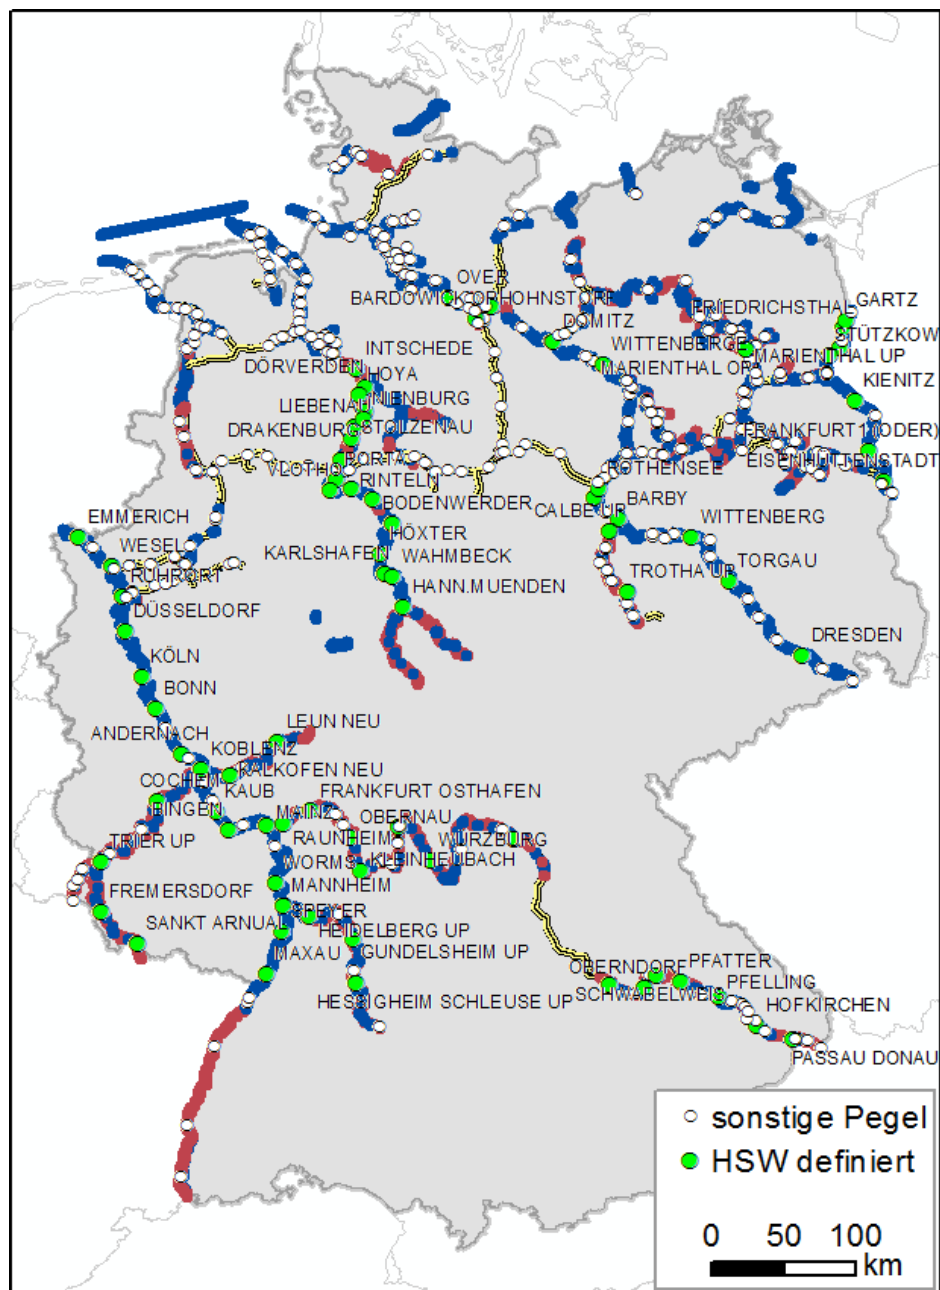 OVER
BARDOWICK OP
HOHNSTORF
DÖMITZ
FRIEDRICHSTHAL
GARTZ
STÜTZKOW
WITTENBERGE
MARIENTHAL UP
MARIENTHAL OP
KIENITZ
INTSCHEDE
DÖRVERDEN
HOYA
NIENBURG
LIEBENAU
DRAKENBURG
STOLZENAU
FRANKFURT1 (ODER)
EISENHÜTTENSTADT
PORTA
VLOTHO
RINTELN
ROTHENSEE
BODENWERDER
CALBE UP
BARBY
WITTENBERG
EMMERICH
HÖXTER
WESEL
KARLSHAFEN
WAHMBECK
RUHRORT
HANN.MUENDEN
TROTHA UP
TORGAU
DÜSSELDORF
DRESDEN
KÖLN
BONN
LEUN NEU
ANDERNACH
KOBLENZ
KALKOFEN NEU
COCHEM
KAUB
FRANKFURT OSTHAFEN
BINGEN
MAINZ
OBERNAU
TRIER UP
RAUNHEIM
WÜRZBURG
WORMS
KLEINHEUBACH
FREMERSDORF
MANNHEIM
SPEYER
SANKT ARNUAL
HEIDELBERG UP
MAXAU
GUNDELSHEIM UP
OBERNDORF
PFATTER
PFELLING
SCHWABELWEIS
HESSIGHEIM SCHLEUSE UP
HOFKIRCHEN
PASSAU DONAU
sonstige Pegel
HSW definiert
0 50 100
km